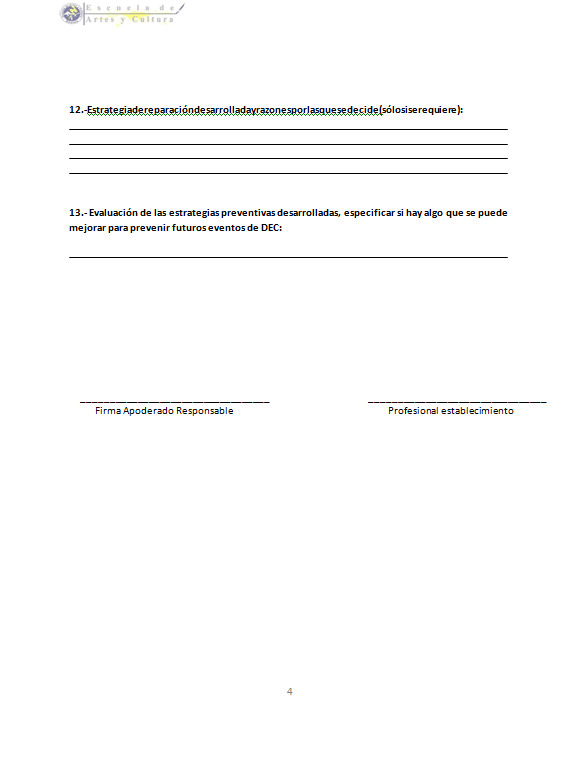 Escuela de
Artes y Cultura
12.-Estrategiadereparacióndesarrolladayrazonesporlasquesedecide(sólosiserequiere):
13.- Evaluación de las estrategias preventivas desarrolladas, especificar si hay algo que se puede
mejorar para prevenir futuros eventos de DEC:
Firma Apoderado Responsable
Profesional establecimiento
4